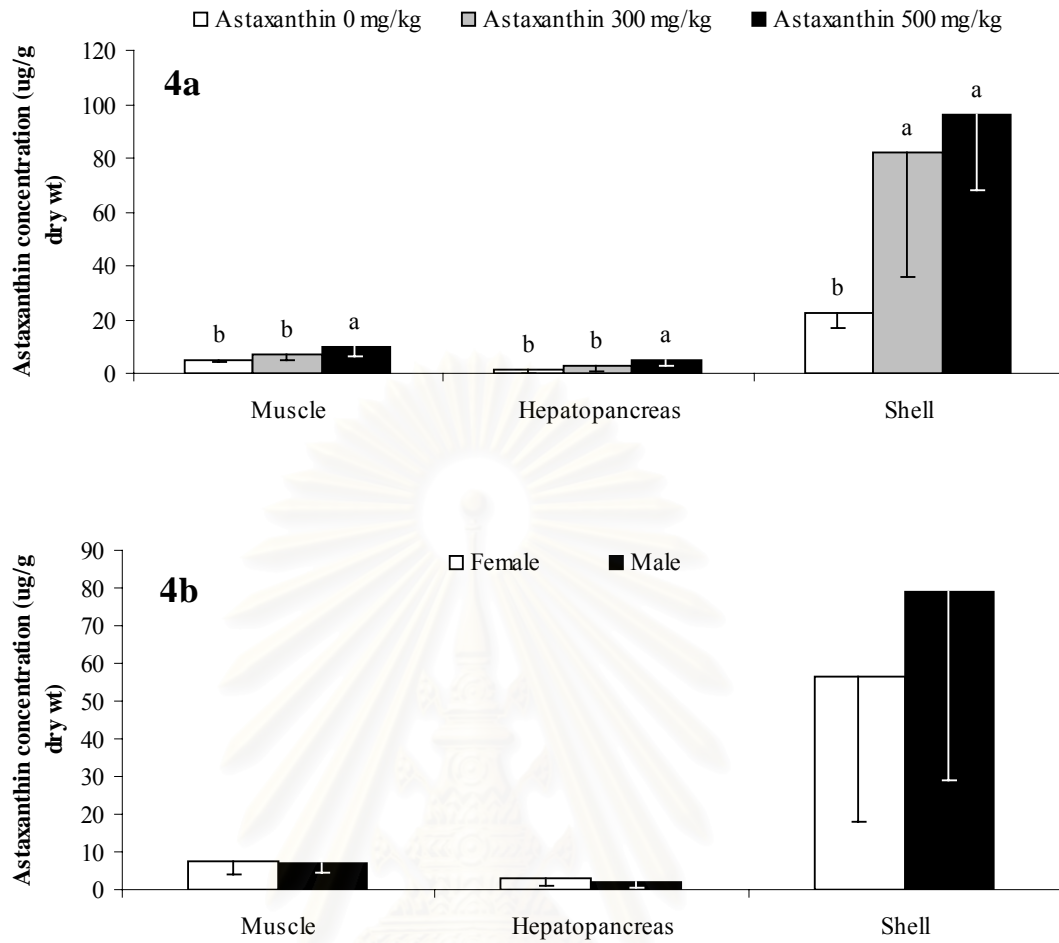 Astaxanthin 0 mg/kg Astaxanthin 300 mg/kg Astaxanthin 500 mg/kg
4a
Astaxanthin concentration (ug/g
dry wt)
120
100
80
60
40
20
0
b b a
b b a
b a a
Muscle Hepatopancreas Shell
4b
Female Male
Astaxanthin concentration (ug/g
dry wt)
90
80
70
60
50
40
30
20
10
0
Muscle Hepatopancreas Shell